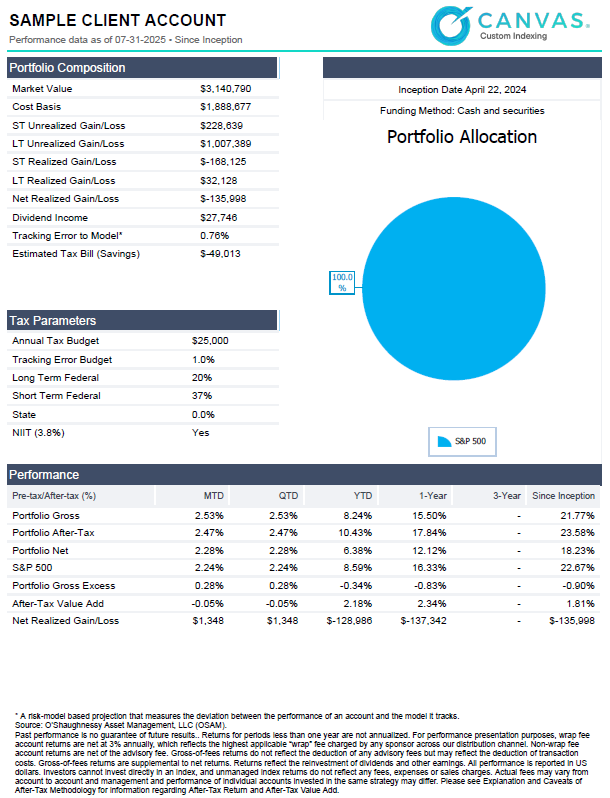 SAMPLE CLIENT ACCOUNT
Performance data as of 07-31-2025 • Since Inception
CANVAS®
Custom Indexing
Portfolio Composition
Market Value $3,140,790
Cost Basis $1,888,677
ST Unrealized Gain/Loss $228,639
LT Unrealized Gain/Loss $1,007,389
ST Realized Gain/Loss $-168,125
LT Realized Gain/Loss $32,128
Net Realized Gain/Loss $-135,998
Dividend Income $27,746
Tracking Error to Model* 0.76%
Estimated Tax Bill (Savings) $-49,013
Inception Date April 22, 2024
Funding Method: Cash and securities
Portfolio Allocation
100.0
%
S&P 500
Tax Parameters
Annual Tax Budget $25,000
Tracking Error Budget 1.0%
Long Term Federal 20%
Short Term Federal 37%
State 0.0%
NIIT (3.8%) Yes
Performance
Pre-tax/After-tax (%) MTD QTD YTD 1-Year 3-Year Since Inception
Portfolio Gross 2.53% 2.53% 8.24% 15.50% - 21.77%
Portfolio After-Tax 2.47% 2.47% 10.43% 17.84% - 23.58%
Portfolio Net 2.28% 2.28% 6.38% 12.12% - 18.23%
S&P 500 2.24% 2.24% 8.59% 16.33% - 22.67%
Portfolio Gross Excess 0.28% 0.28% -0.34% -0.83% - -0.90%
After-Tax Value Add -0.05% -0.05% 2.18% 2.34% - 1.81%
Net Realized Gain/Loss $1,348 $1,348 $-128,986 $-137,342 - $-135,998
* A risk-model based projection that measures the deviation between the performance of an account and the model it tracks.
Source: O'Shaughnessy Asset Management, LLC (OSAM).
Past performance is no guarantee of future results.. Returns for periods less than one year are not annualized. For performance presentation purposes, wrap fee
account returns are net at 3% annually, which reflects the highest applicable "wrap" fee charged by any sponsor across our distribution channel. Non-wrap fee
account returns are net of the advisory fee. Gross-of-fees returns do not reflect the deduction of any advisory fees but may reflect the deduction of transaction
costs. Gross-of-fees returns are supplemental to net returns. Returns reflect the reinvestment of dividends and other earnings. All performance is reported in US
dollars. Investors cannot invest directly in an index, and unmanaged index returns do not reflect any fees, expenses or sales charges. Actual fees may vary from
account to account and management and performance of individual accounts invested in the same strategy may differ. Please see Explanation and Caveats of
After-Tax Methodology for information regarding After-Tax Return and After-Tax Value Add.